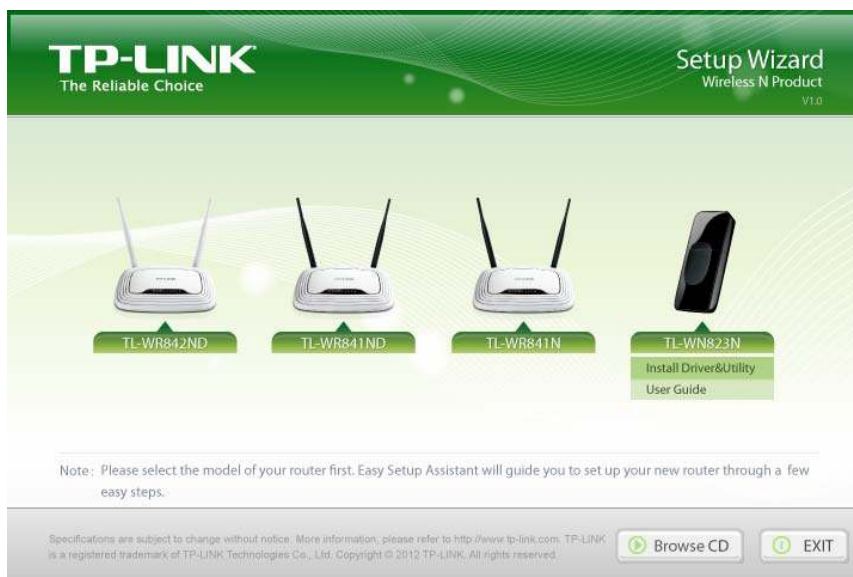 TP-LINK
The Reliable Choice
Setup Wizard
Wireless N Product
V1.0
TL-WR842ND
TL-WR841ND
TL-WR841N
TL-WN823N
Install Driver&Utility
User Guide
Note: Please select the model of your router first. Easy Setup Assistant will guide you to set up your new router through a few
easy steps.
Specifications are subject to change without notice. More information, please refer to http://www.tp-link.com. TP-LINK
is a registered trademark of TP-LINK Technologies Co., Ltd. Copyright © 2012 TP-LINK. All rights reserved.
Browse CD
EXIT